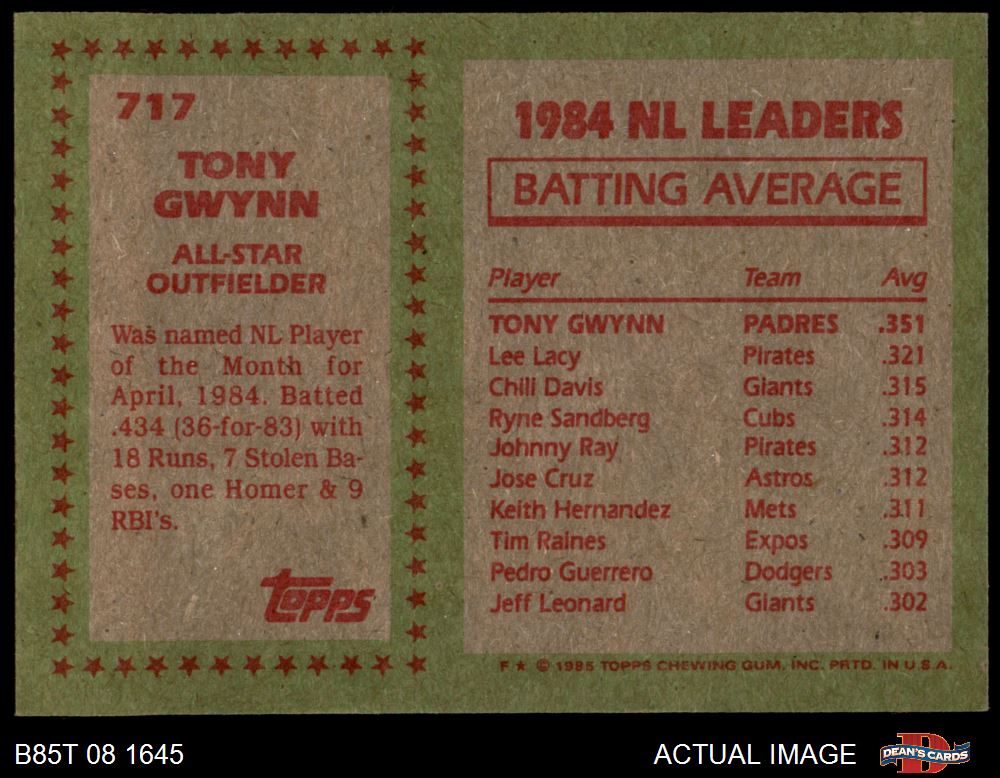 717
TONY
GWYNN
ALL-STAR
OUTFIELDER
Was named NL Player
of the Month for
April, 1984. Batted
.434 (36-for-83) with
18 Runs, 7 Stolen Ba-
ses, one Homer & 9
RBI's.
topps
1984 NL LEADERS
BATTING AVERAGE
Player Team Avg
TONY GWYNN PADRES .351
Lee Lacy Pirates .321
Chili Davis Giants .315
Ryne Sandberg Cubs .314
Johnny Ray Pirates .312
Jose Cruz Astros .312
Keith Hernandez Mets .311
Tim Raines Expos .309
Pedro Guerrero Dodgers .303
Jeff Leonard Giants .302
F★ © 1985 TOPPS CHEWING GUM, INC. PRTD. IN U.S.A.
B85T 08 1645
ACTUAL IMAGE
DEAN'S CARDS